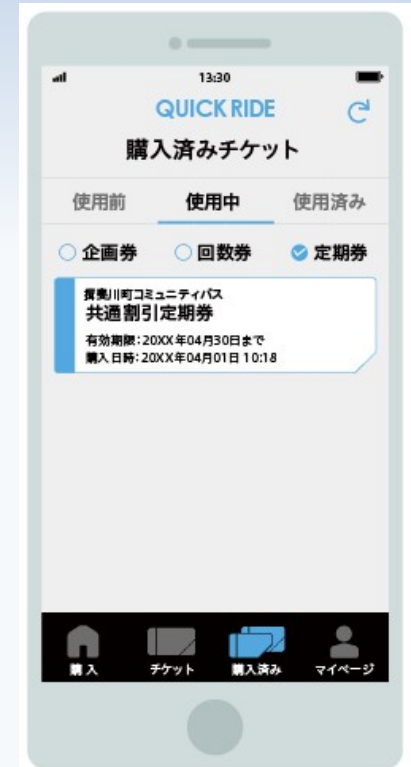 13:30
QUICK RIDE
購入済みチケット
使用前 使用中 使用済み
企画券 回数券 定期券
揖斐川町コミュニティバス
共通割引定期券
有効期限:20XX年04月30日まで
購入日時:20XX年04月01日 10:18
購入 チケット 購入済み マイページ